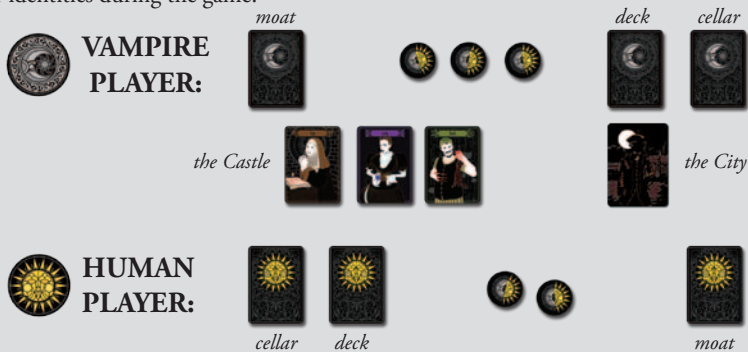 identities during the game.
moat
deck
cellar
VAMPIRE
PLAYER:
the Castle
the City
HUMAN
PLAYER:
cellar
deck
moat